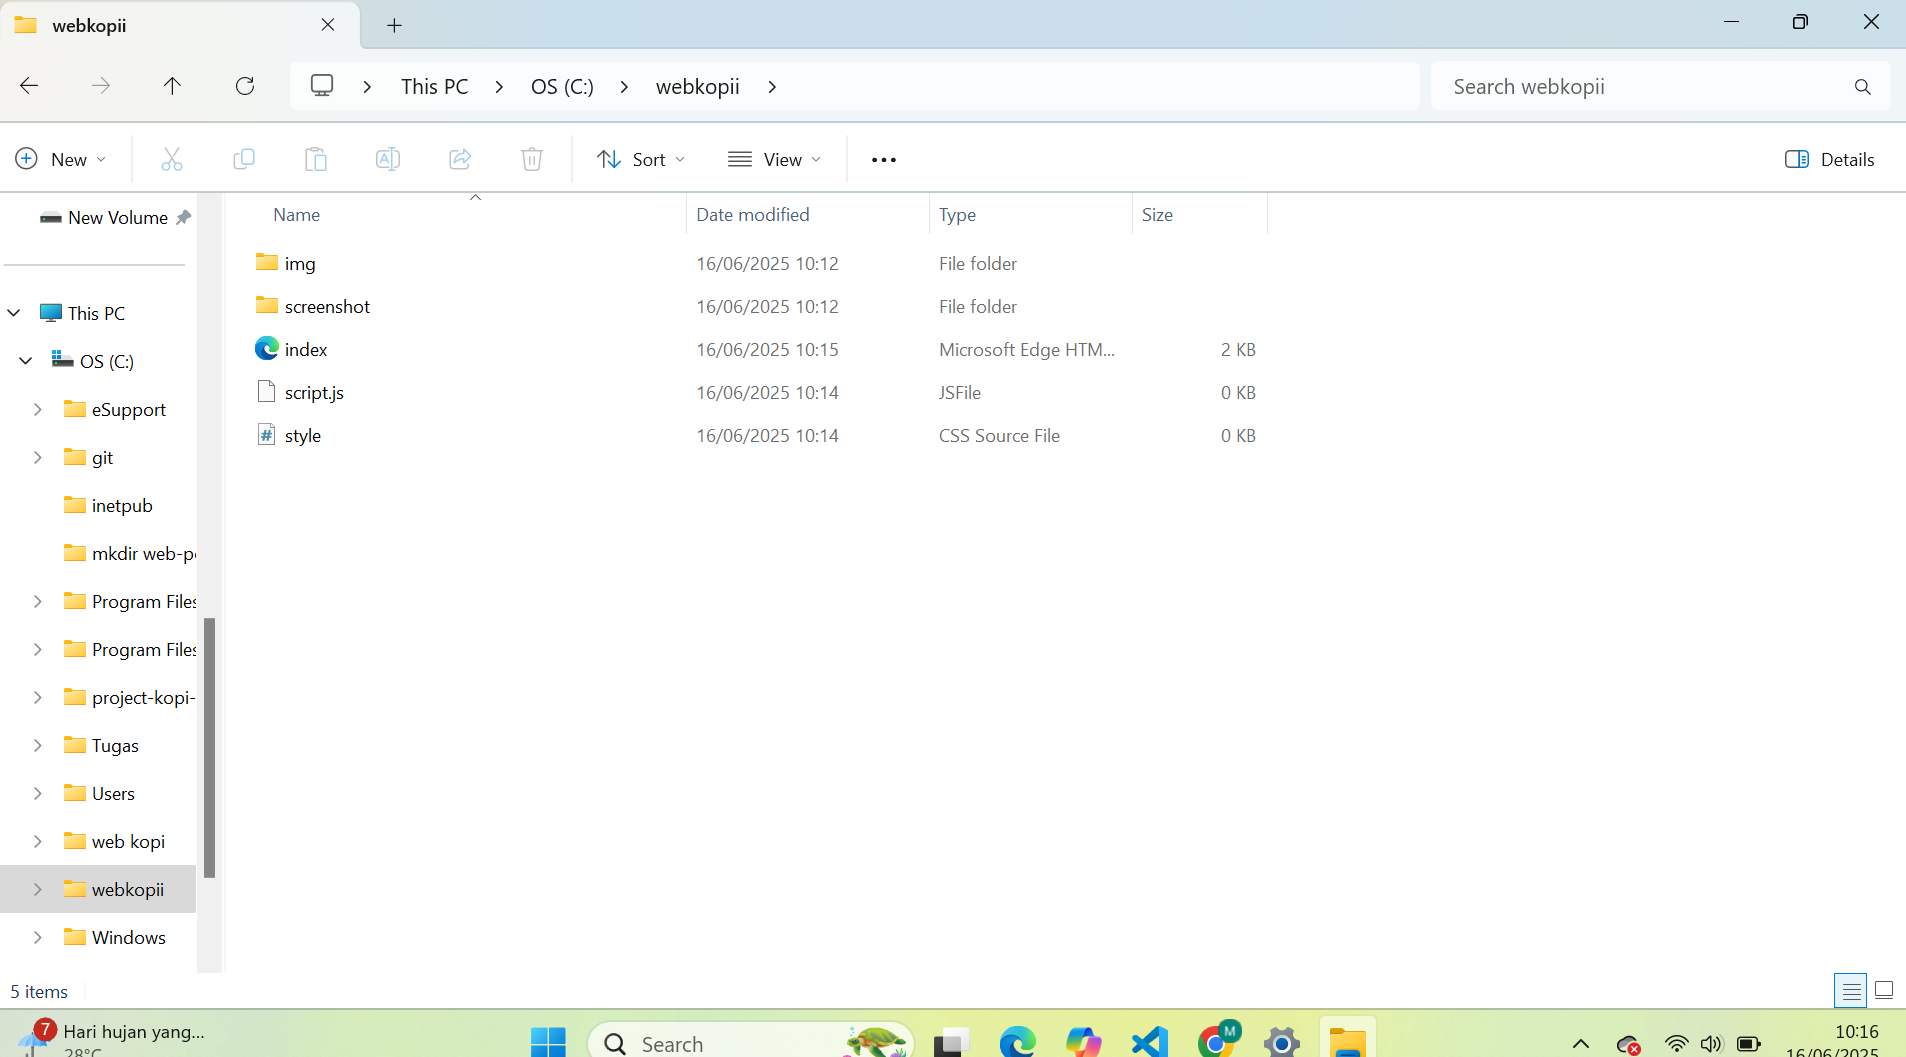 webkopii
This PC
OS (C:)
webkopii
Search webkopii
New
Sort
View
Details
Name
Date modified
Type
Size
New Volume
img
16/06/2025 10:12
File folder
screenshot
16/06/2025 10:12
File folder
index
16/06/2025 10:15
Microsoft Edge HTM...
2 KB
script.js
16/06/2025 10:14
JSFile
0 KB
# style
16/06/2025 10:14
CSS Source File
0 KB
This PC
OS (C:)
eSupport
git
inetpub
mkdir web-p
Program Files
Program Files
project-kopi-
Tugas
Users
web kopi
webkopii
Windows
5 items
7
Hari hujan yang...
28°C
Search
M
10:16
16/06/2025